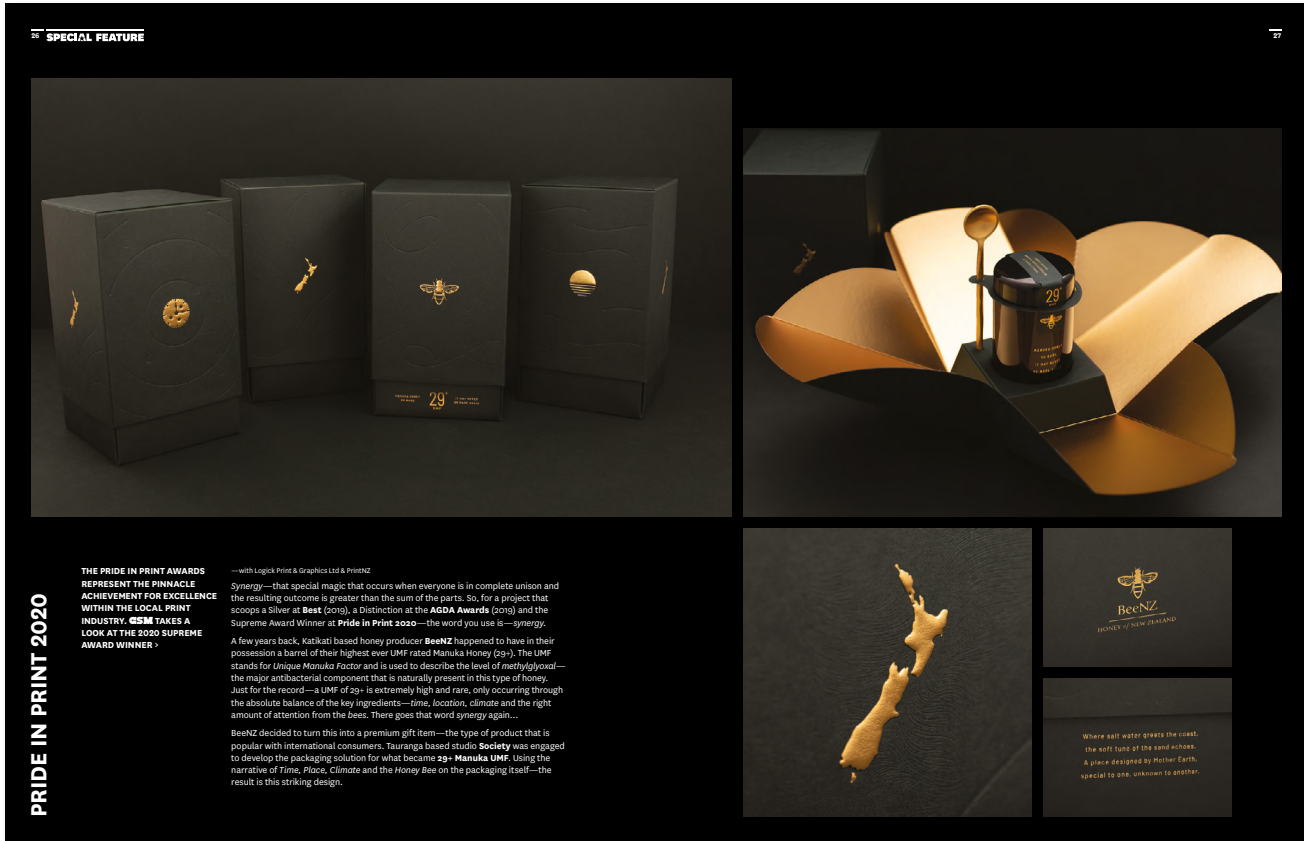 26 SPECIAL FEATURE
27
29+
UMF
29+
PRIDE IN PRINT 2020
THE PRIDE IN PRINT AWARDS
REPRESENT THE PINNACLE
ACHIEVEMENT FOR EXCELLENCE
WITHIN THE LOCAL PRINT
INDUSTRY. GSM TAKES A
LOOK AT THE 2020 SUPREME
AWARD WINNER >
—with Logick Print & Graphics Ltd & PrintNZ
Synergy—that special magic that occurs when everyone is in complete unison and
the resulting outcome is greater than the sum of the parts. So, for a project that
scoops a Silver at Best (2019), a Distinction at the AGDA Awards (2019) and the
Supreme Award Winner at Pride in Print 2020—the word you use is—synergy.
A few years back, Katikati based honey producer BeeNZ happened to have in their
possession a barrel of their highest ever UMF rated Manuka Honey (29+). The UMF
stands for Unique Manuka Factor and is used to describe the level of methylglyoxal—
the major antibacterial component that is naturally present in this type of honey.
Just for the record—a UMF of 29+ is extremely high and rare, only occurring through
the absolute balance of the key ingredients—time, location, climate and the right
amount of attention from the bees. There goes that word synergy again…
BeeNZ decided to turn this into a premium gift item—the type of product that is
popular with international consumers. Tauranga based studio Society was engaged
to develop the packaging solution for what became 29+ Manuka UMF. Using the
narrative of Time, Place, Climate and the Honey Bee on the packaging itself—the
result is this striking design.
BeeNZ
HONEY of NEW ZEALAND
Where salt water greets the coast,
the soft tune of the sand echoes.
A place designed by Mother Earth,
special to one, unknown to another.